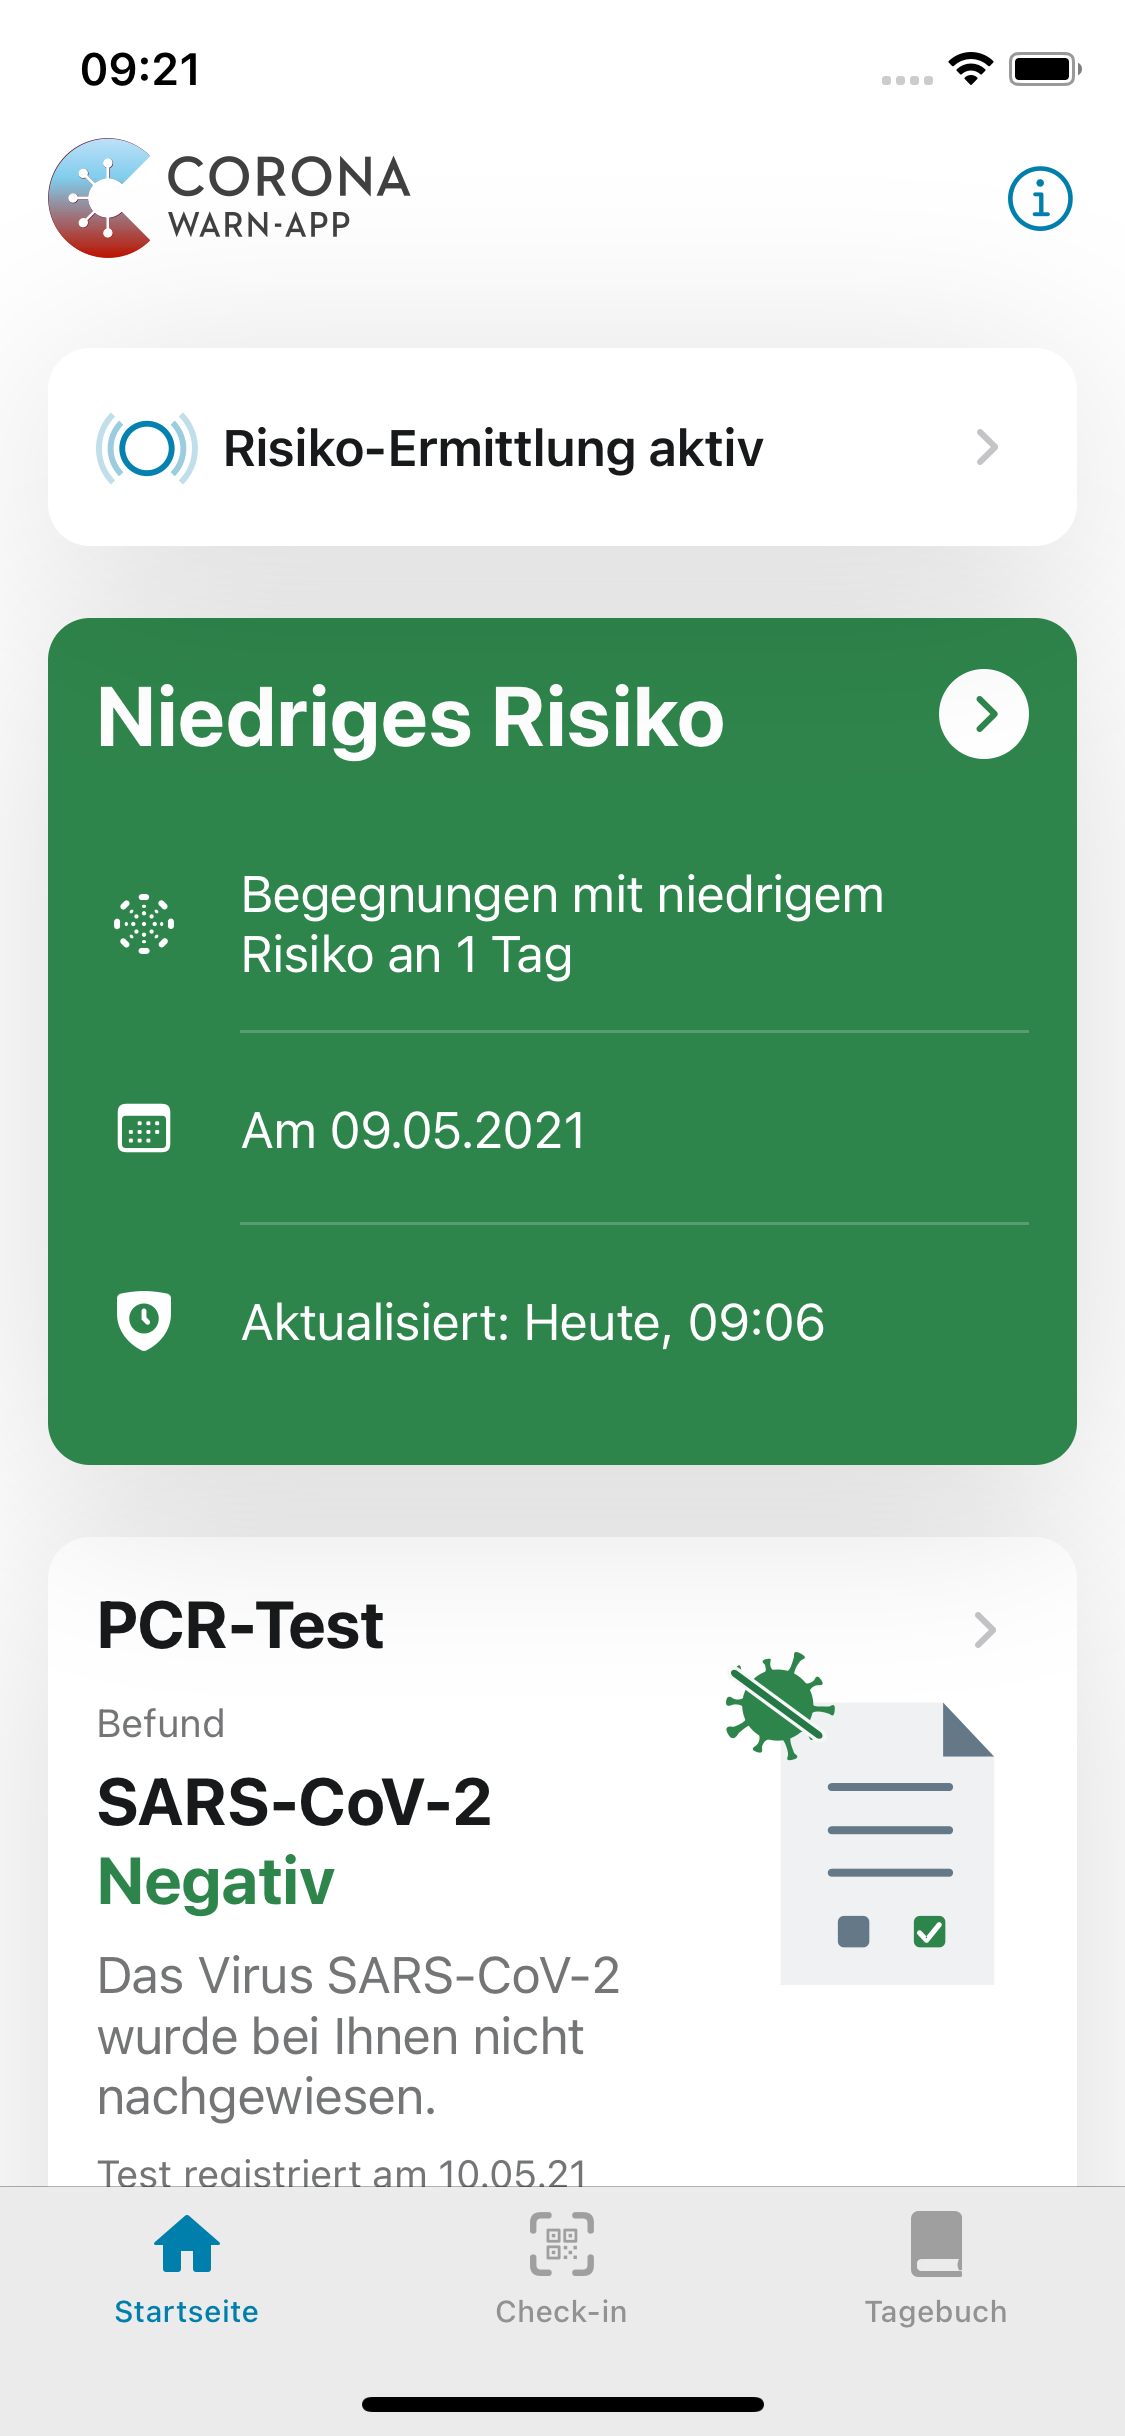 09:21
CORONA
WARN-APP
Risiko-Ermittlung aktiv
Niedriges Risiko
Begegnungen mit niedrigem
Risiko an 1 Tag
Am 09.05.2021
Aktualisiert: Heute, 09:06
PCR-Test
Befund
SARS-CoV-2
Negativ
Das Virus SARS-CoV-2
wurde bei Ihnen nicht
nachgewiesen.
Test registriert am 10.05.21
Startseite
Check-in
Tagebuch